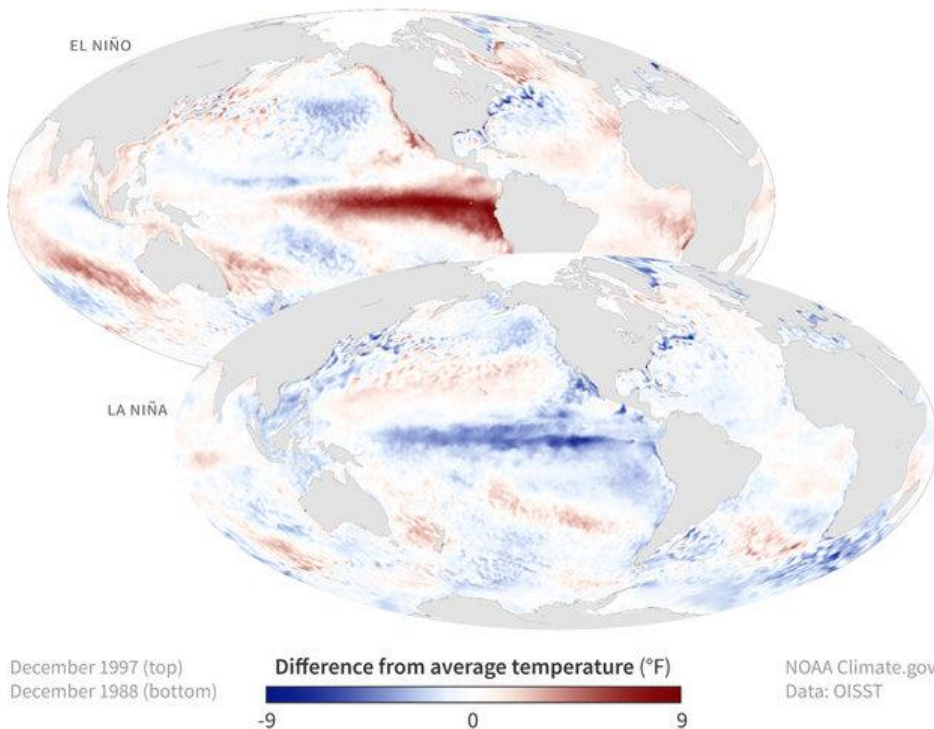 EL NIÑO
LA NIÑA
December 1997 (top)
December 1988 (bottom)
Difference from average temperature (°F)
-9 0 9
NOAA Climate.gov
Data: OISST